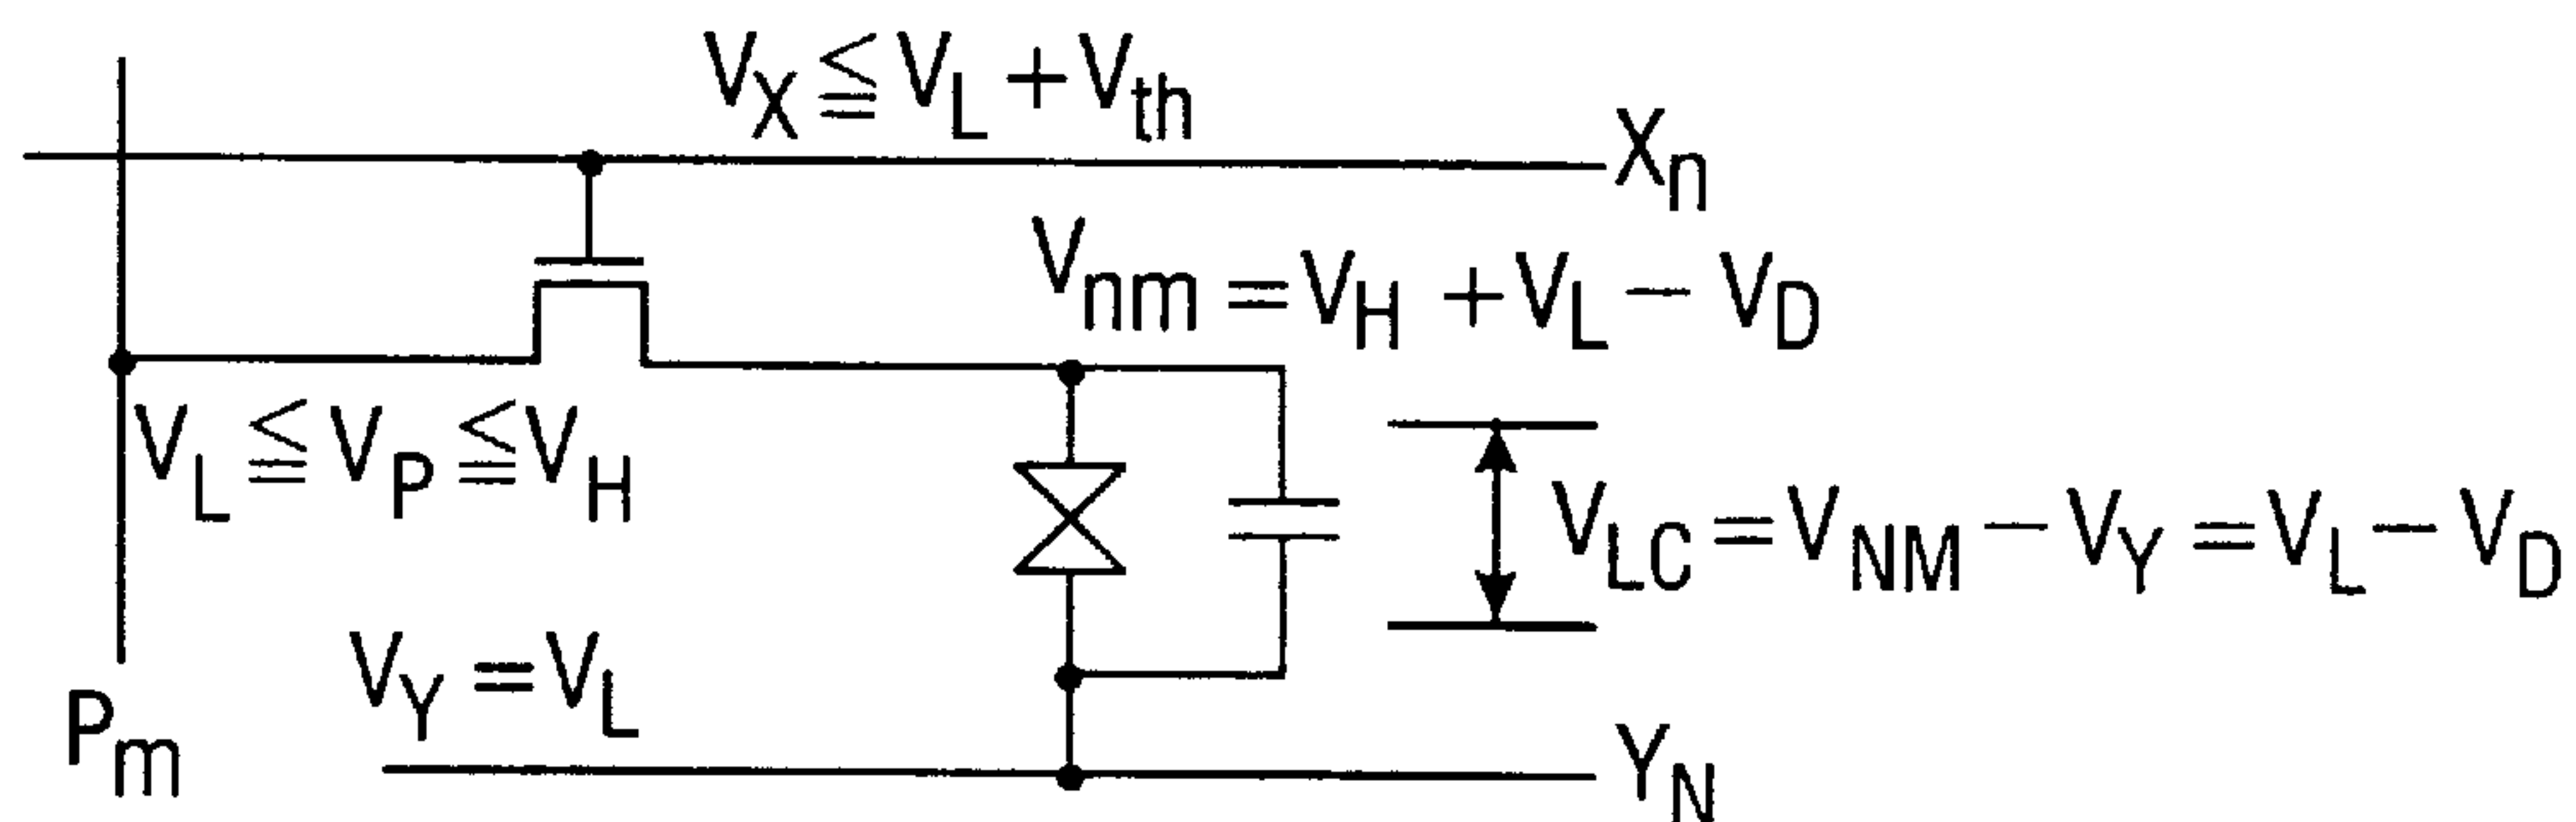 V_X ≦ V_L + V_th
X_n
V_nm = V_H + V_L − V_D
V_L ≦ V_P ≦ V_H
V_LC = V_NM − V_Y = V_L − V_D
V_Y = V_L
P_m
Y_N